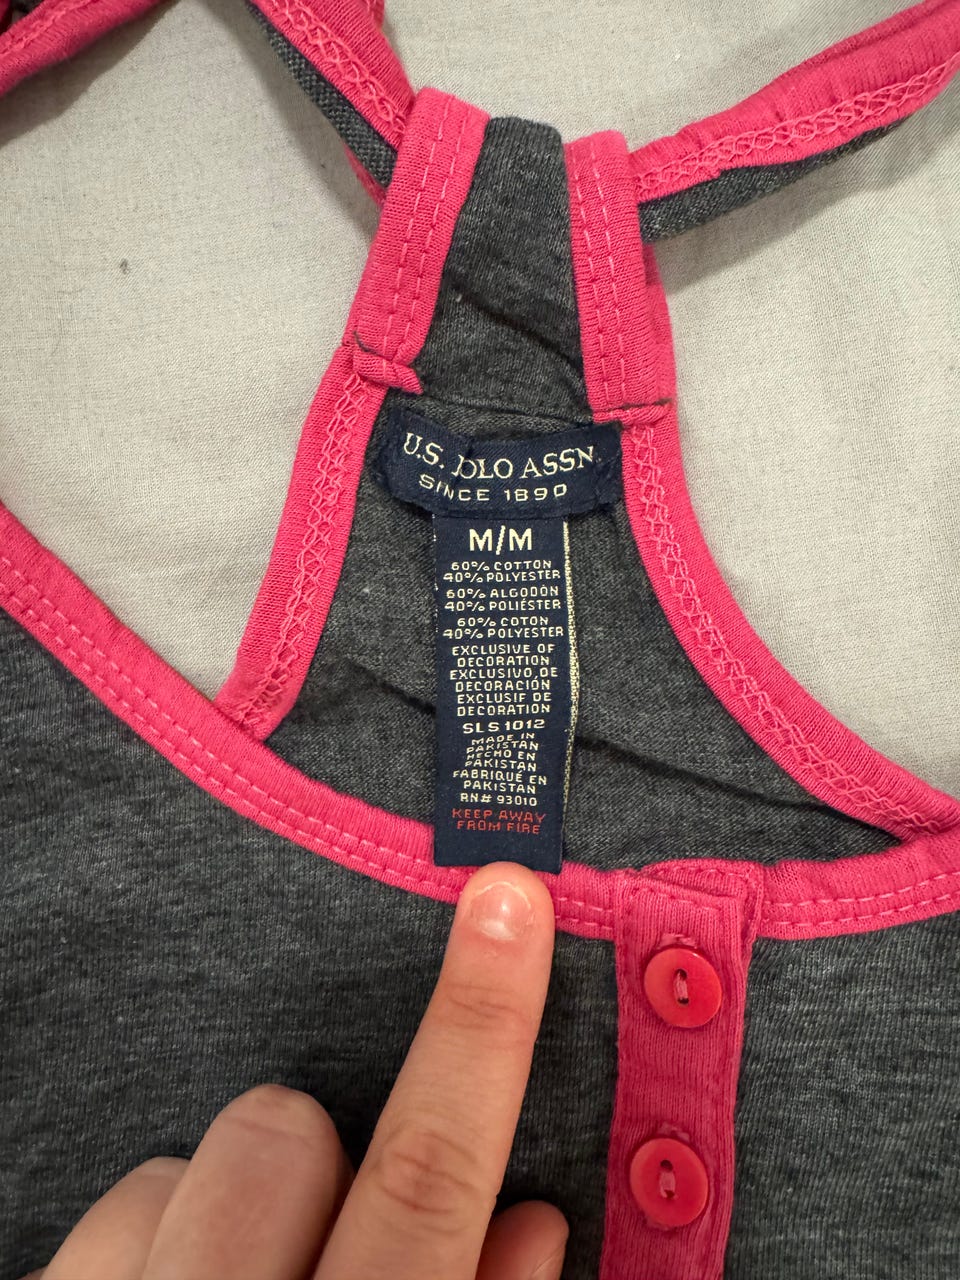 U.S. POLO ASSN.
SINCE 1890
M/M
60% COTTON
40% POLYESTER
60% ALGODÓN
40% POLIÉSTER
60% COTON
40% POLYESTER
EXCLUSIVE OF
DECORATION
EXCLUSIVO DE
DECORACIÓN
EXCLUSIF DE
DECORATION
SLS1012
MADE IN
PAKISTAN
HECHO EN
PAKISTAN
FABRIQUÉ EN
PAKISTAN
RN# 93010
KEEP AWAY
FROM FIRE